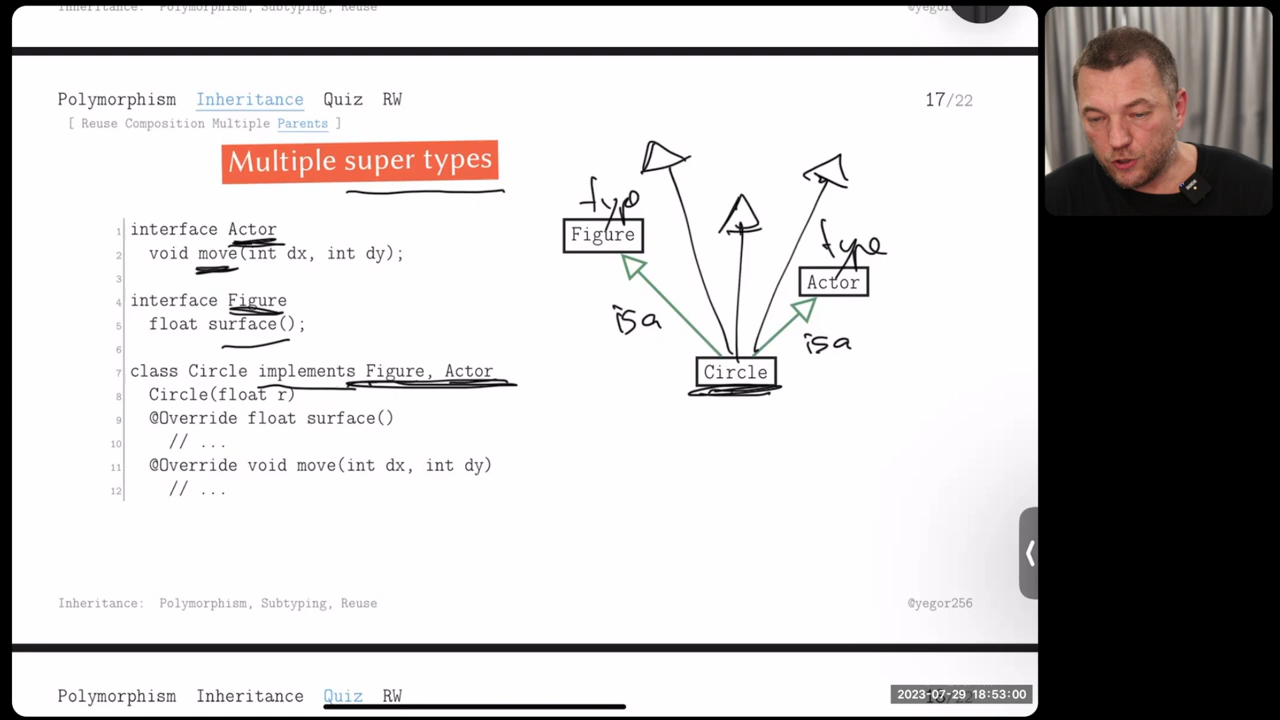 Inheritance: Polymorphism, Subtyping, Reuse
Polymorphism Inheritance Quiz RW
17/22
[ Reuse Composition Multiple Parents ]
Multiple super types
1 interface Actor
2 void move(int dx, int dy);
3
4 interface Figure
5 float surface();
6
7 class Circle implements Figure, Actor
8 Circle(float r)
9 @Override float surface()
10 // ...
11 @Override void move(int dx, int dy)
12 // ...
type
Figure
type
Actor
is a
is a
Circle
Inheritance: Polymorphism, Subtyping, Reuse
@yegor256
Polymorphism Inheritance Quiz RW
2023-07-29 18:53:00